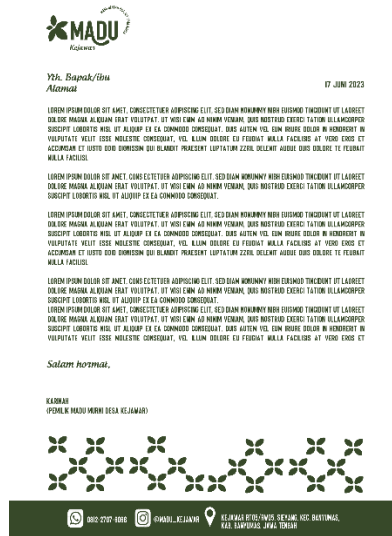 MADU
Kejawar
Yth. Bapak/ibu
Alamat
17 JUNI 2023
LOREM IPSUM DOLOR SIT AMET, CONSECTETUER ADIPISCING ELIT, SED DIAM NONUMMY NIBH EUISMOD TINCIDUNT UT LAOREET
DOLORE MAGNA ALIQUAM ERAT VOLUTPAT. UT WISI ENIM AD MINIM VENIAM, QUIS NOSTRUD EXERCI TATION ULLAMCORPER
SUSCIPIT LOBORTIS NISL UT ALIQUIP EX EA COMMODO CONSEQUAT. DUIS AUTEM VEL EUM IRIURE DOLOR IN HENDRERIT IN
VULPUTATE VELIT ESSE MOLESTIE CONSEQUAT, VEL ILLUM DOLORE EU FEUGIAT NULLA FACILISIS AT VERO EROS ET
ACCUMSAN ET IUSTO ODIO DIGNISSIM QUI BLANDIT PRAESENT LUPTATUM ZZRIL DELENIT AUGUE DUIS DOLORE TE FEUGAIT
NULLA FACILISI.
LOREM IPSUM DOLOR SIT AMET, CONS ECTETUER ADIPISCING ELIT, SED DIAM NONUMMY NIBH EUISMOD TINCIDUNT UT LAOREET
DOLORE MAGNA ALIQUAM ERAT VOLUTPAT. UT WISI ENIM AD MINIM VENIAM, QUIS NOSTRUD EXERCI TATION ULLAMCORPER
SUSCIPIT LOBORTIS NISL UT ALIQUIP EX EA COMMODO CONSEQUAT.
LOREM IPSUM DOLOR SIT AMET, CONSECTETUER ADIPISCING ELIT, SED DIAM NONUMMY NIBH EUISMOD TINCIDUNT UT LAOREET
DOLORE MAGNA ALIQUAM ERAT VOLUTPAT. UT WISI ENIM AD MINIM VENIAM, QUIS NOSTRUD EXERCI TATION ULLAMCORPER
SUSCIPIT LOBORTIS NISL UT ALIQUIP EX EA COMMODO CONSEQUAT. DUIS AUTEM VEL EUM IRIURE DOLOR IN HENDRERIT IN
VULPUTATE VELIT ESSE MOLESTIE CONSEQUAT, VEL ILLUM DOLORE EU FEUGIAT NULLA FACILISIS AT VERO EROS ET
ACCUMSAN ET IUSTO ODIO DIGNISSIM QUI BLANDIT PRAESENT LUPTATUM ZZRIL DELENIT AUGUE DUIS DOLORE TE FEUGAIT
NULLA FACILISI.
LOREM IPSUM DOLOR SIT AMET, CONS ECTETUER ADIPISCING ELIT, SED DIAM NONUMMY NIBH EUISMOD TINCIDUNT UT LAOREET
DOLORE MAGNA ALIQUAM ERAT VOLUTPAT. UT WISI ENIM AD MINIM VENIAM, QUIS NOSTRUD EXERCI TATION ULLAMCORPER
SUSCIPIT LOBORTIS NISL UT ALIQUIP EX EA COMMODO CONSEQUAT.
LOREM IPSUM DOLOR SIT AMET, CONSECTETUER ADIPISCING ELIT, SED DIAM NONUMMY NIBH EUISMOD TINCIDUNT UT LAOREET
DOLORE MAGNA ALIQUAM ERAT VOLUTPAT. UT WISI ENIM AD MINIM VENIAM, QUIS NOSTRUD EXERCI TATION ULLAMCORPER
SUSCIPIT LOBORTIS NISL UT ALIQUIP EX EA COMMODO CONSEQUAT. DUIS AUTEM VEL EUM IRIURE DOLOR IN HENDRERIT IN
VULPUTATE VELIT ESSE MOLESTIE CONSEQUAT, VEL ILLUM DOLORE EU FEUGIAT NULLA FACILISIS AT VERO EROS ET
Salam hormat,
KARINAH
(PEMILIK MADU MURNI DESA KEJAWAR)
@MADU_KEJAWAR
KEJAWAR RT05/RW05, KEC. BANYUMAS,
KAB. BANYUMAS, JAWA TENGAH